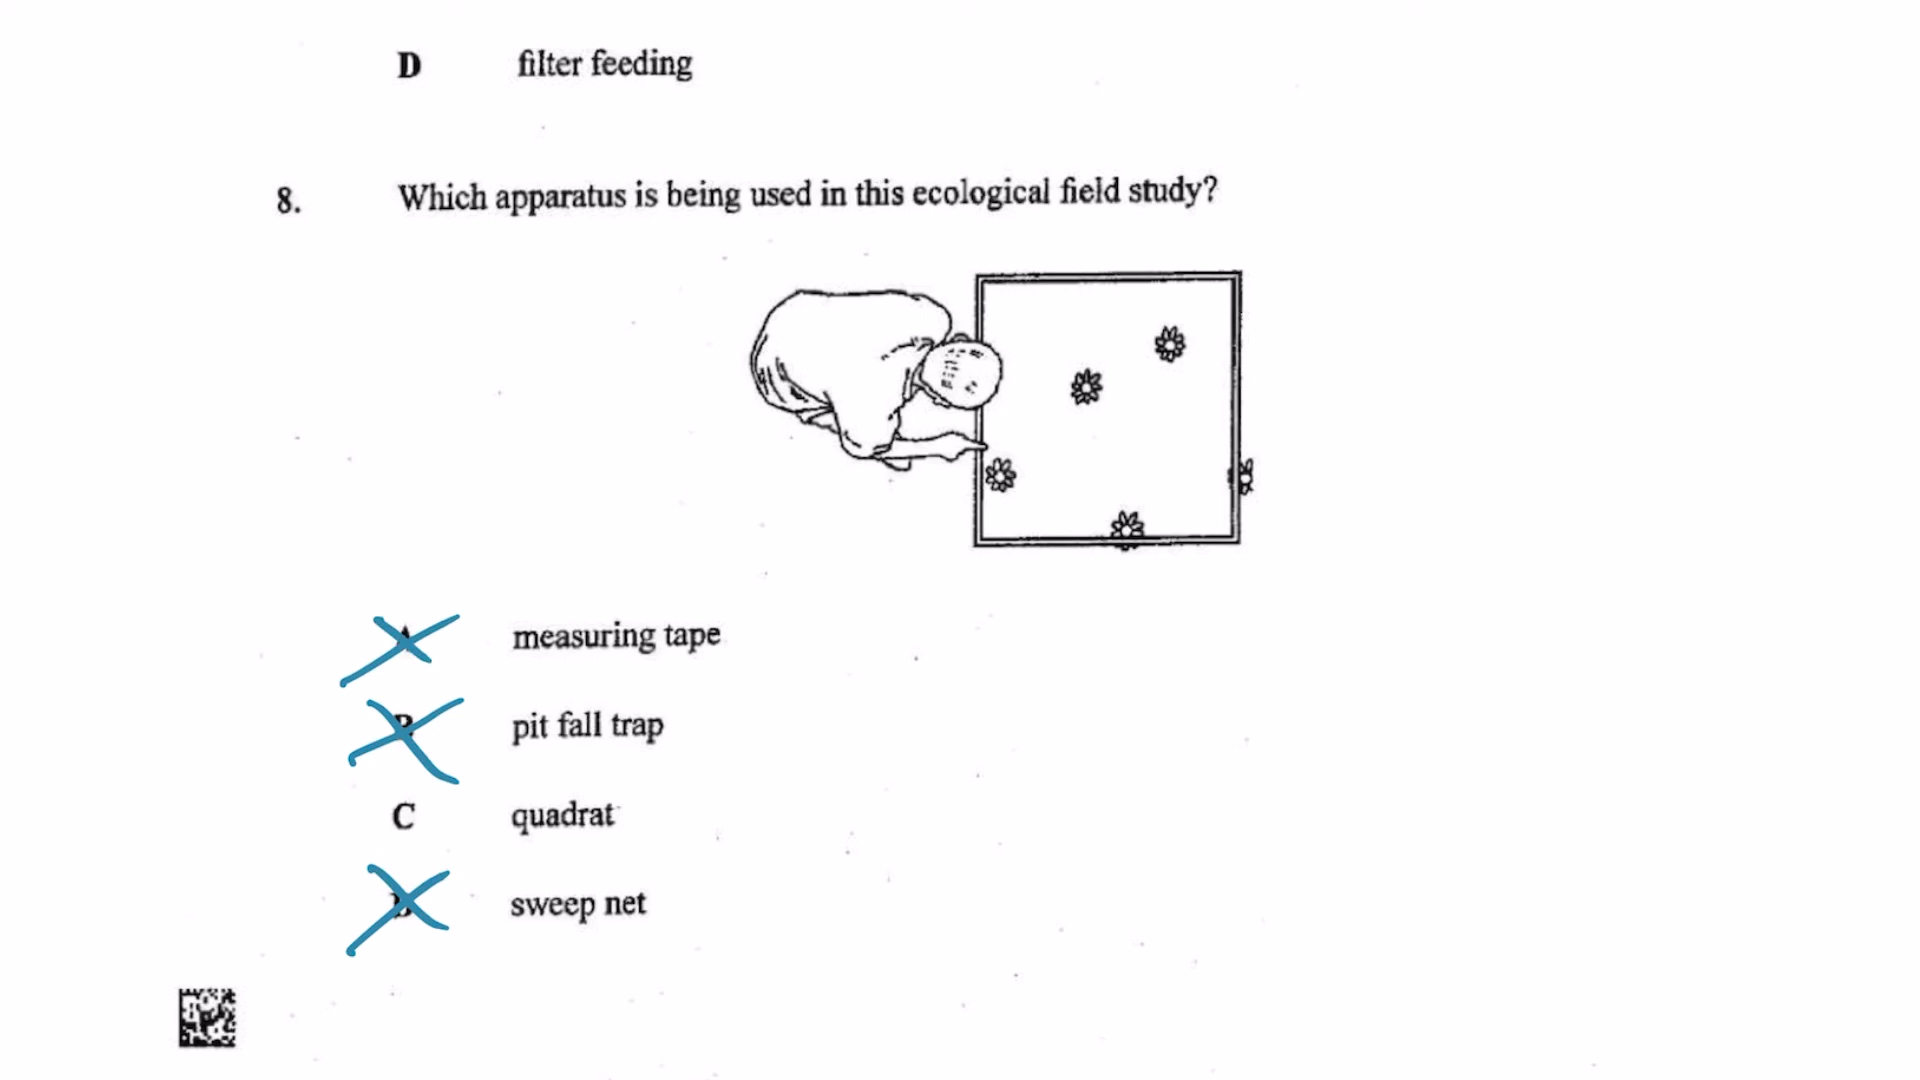 D filter feeding
8. Which apparatus is being used in this ecological field study?
A measuring tape
B pit fall trap
C quadrat
sweep net